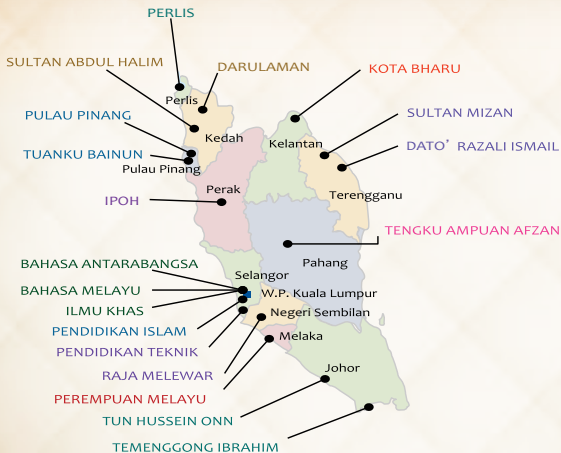 PERLIS
SULTAN ABDUL HALIM
DARULAMAN
KOTA BHARU
Perlis
PULAU PINANG
SULTAN MIZAN
Kedah
Kelantan
TUANKU BAINUN
DATO’ RAZALI ISMAIL
Pulau Pinang
Perak
Terengganu
IPOH
TENGKU AMPUAN AFZAN
Pahang
BAHASA ANTARABANGSA
Selangor
BAHASA MELAYU
W.P. Kuala Lumpur
ILMU KHAS
Negeri Sembilan
PENDIDIKAN ISLAM
Melaka
PENDIDIKAN TEKNIK
Johor
RAJA MELEWAR
PEREMPUAN MELAYU
TUN HUSSEIN ONN
TEMENGGONG IBRAHIM